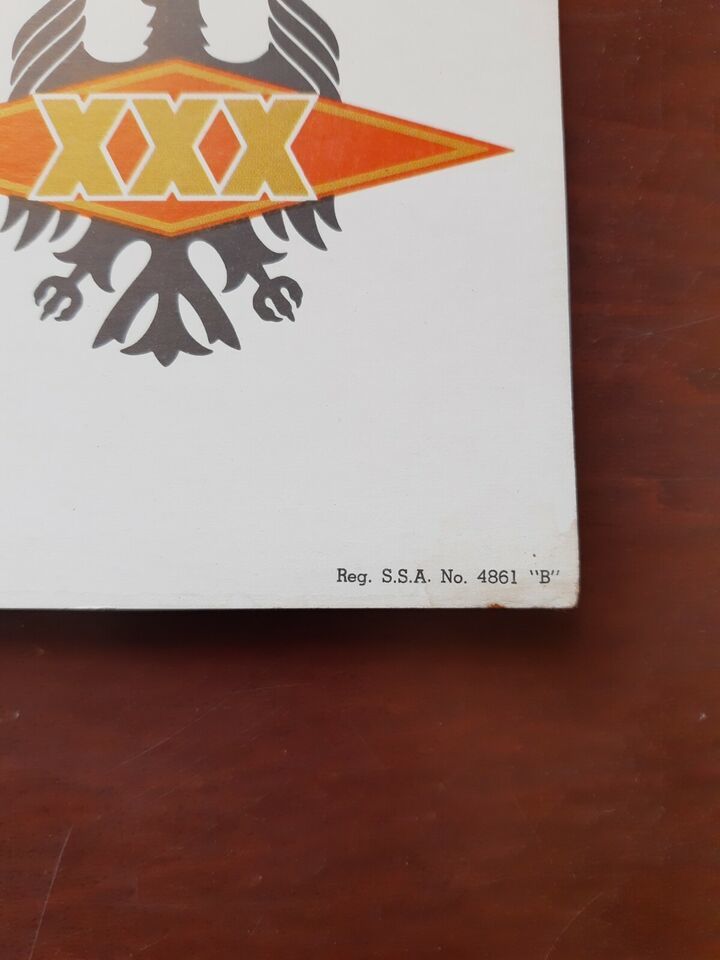 XXX
Reg. S.S.A. No. 4861 "B"